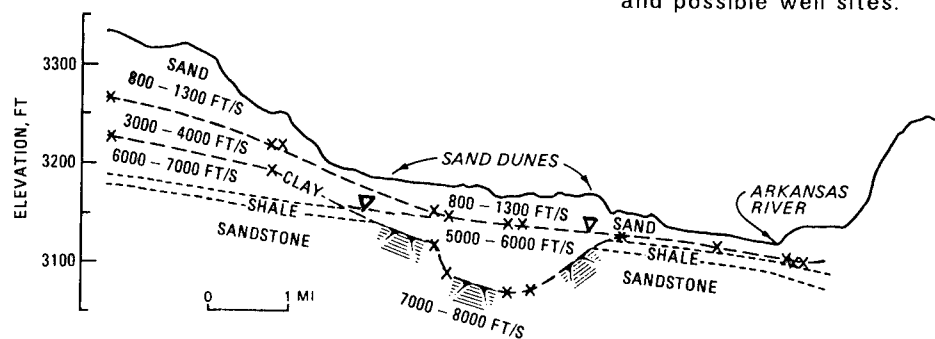 and possible well sites.
3300
3200
3100
ELEVATION, FT
SAND
800 – 1300 FT/S
3000 – 4000 FT/S
6000 – 7000 FT/S
CLAY
SHALE
SANDSTONE
SAND DUNES
800 – 1300 FT/S
SAND
5000 – 6000 FT/S
SHALE
SANDSTONE
ARKANSAS
RIVER
7000 – 8000 FT/S
0 1 MI